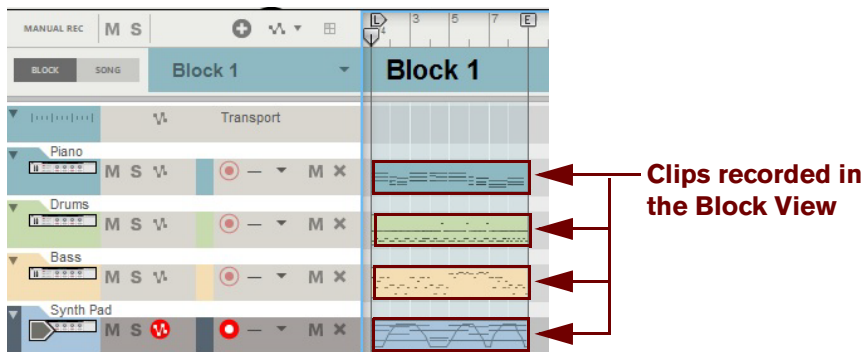 MANUAL REC M S
L 3 5 7 E
4
BLOCK SONG Block 1
Block 1
Transport
Piano
M S M
Drums
M S M
Bass
M S M
Synth Pad
M S M
Clips recorded in
the Block View